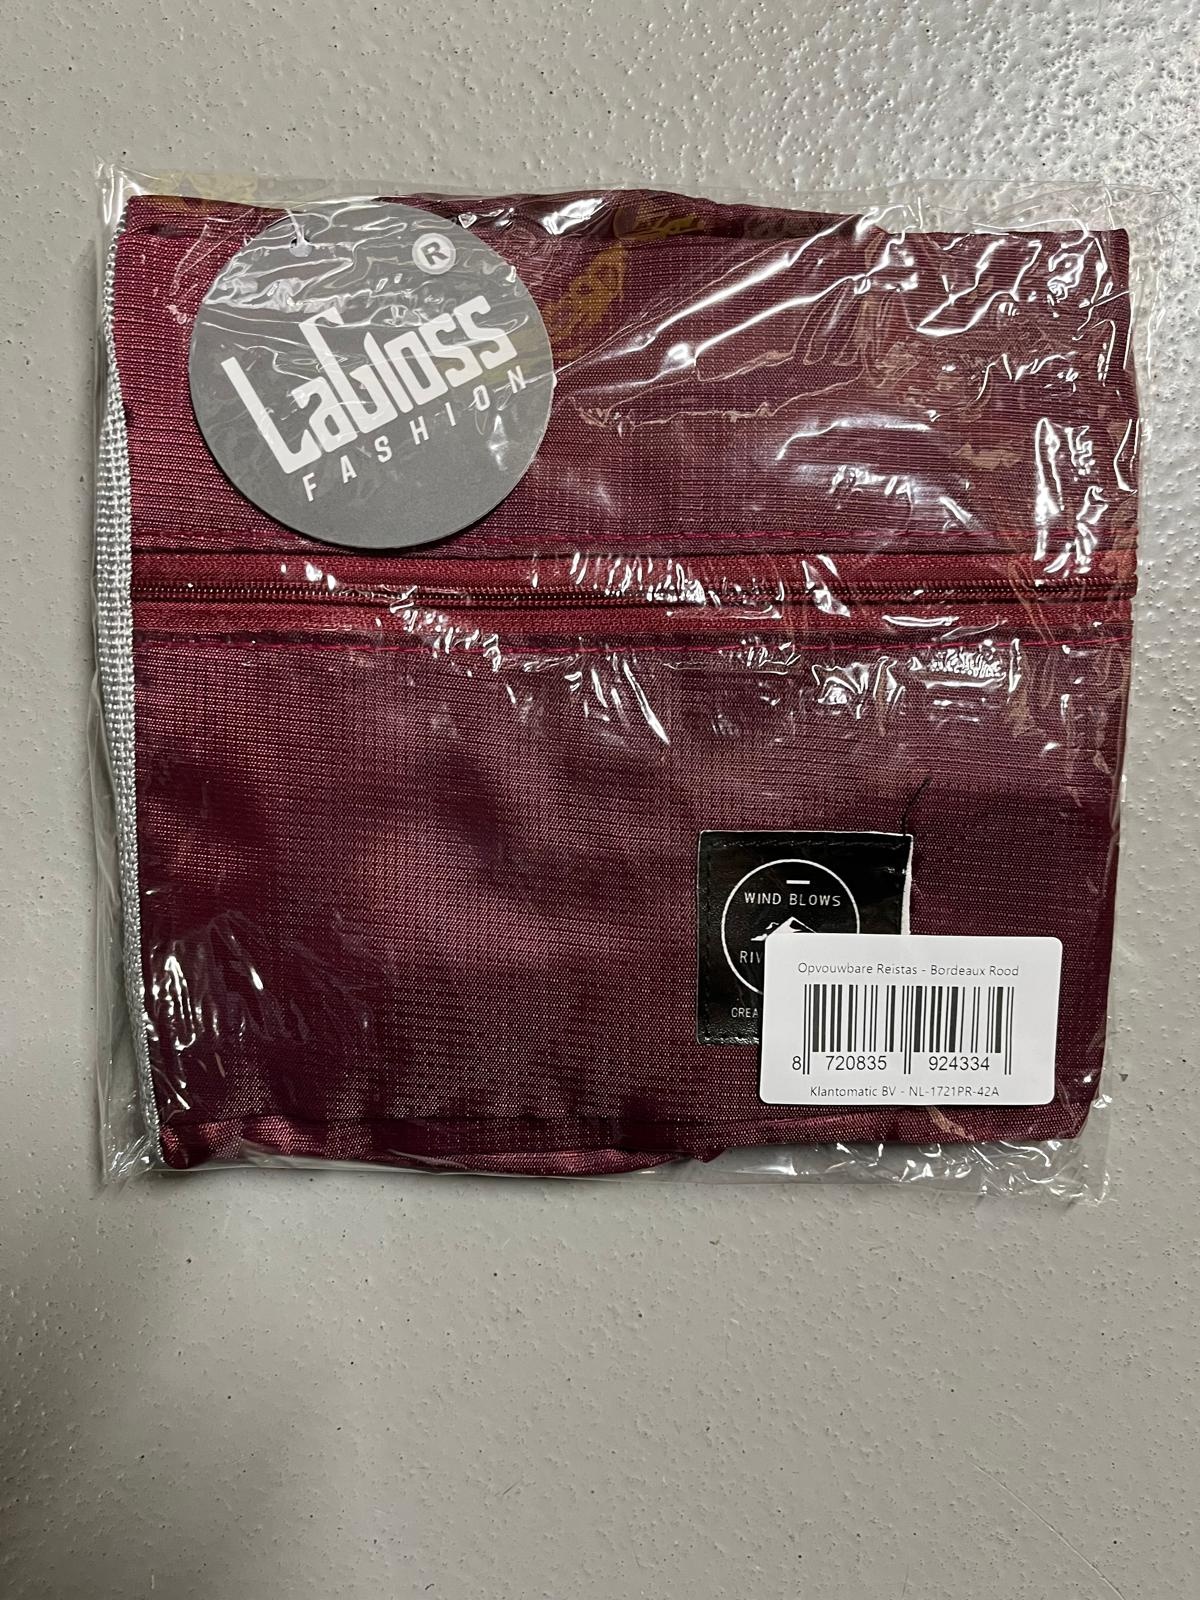 ®
LaGloss
FASHION
WIND BLOWS
Opvouwbare Reistas - Bordeaux Rood
8 720835 924334
Klantomatic BV - NL-1721PR-42A